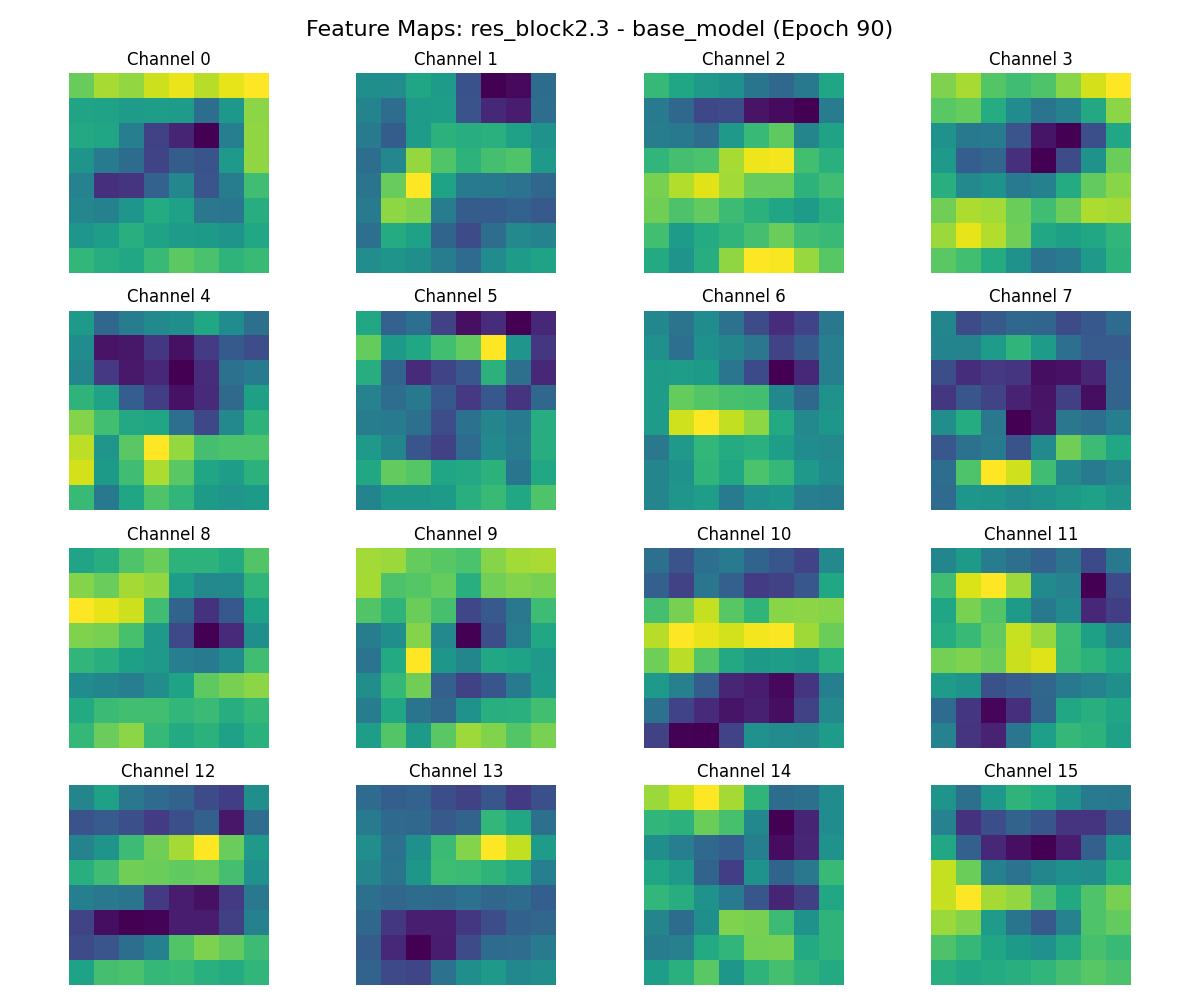 Feature Maps: res_block2.3 - base_model (Epoch 90)
Channel 0
Channel 1
Channel 2
Channel 3
Channel 4
Channel 5
Channel 6
Channel 7
Channel 8
Channel 9
Channel 10
Channel 11
Channel 12
Channel 13
Channel 14
Channel 15